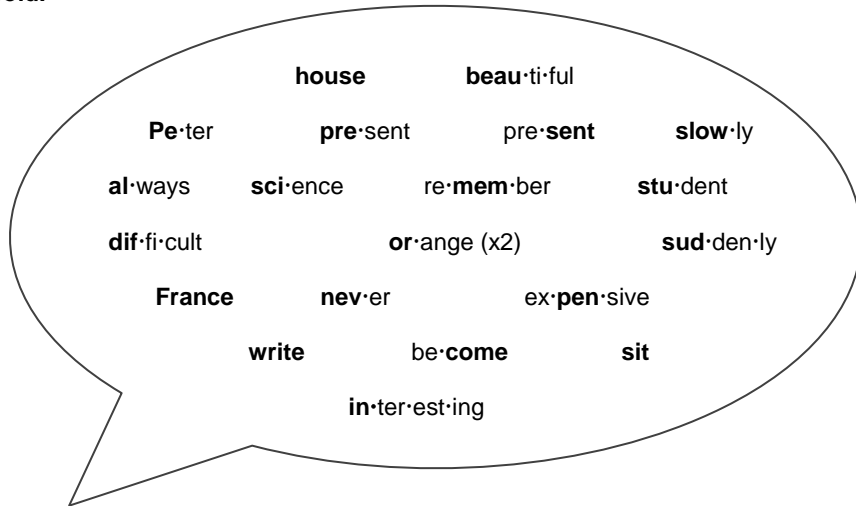 house beau·ti·ful
Pe·ter pre·sent pre·sent slow·ly
al·ways sci·ence re·mem·ber stu·dent
dif·fi·cult or·ange (x2) sud·den·ly
France nev·er ex·pen·sive
write be·come sit
in·ter·est·ing